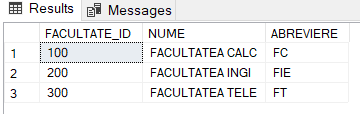 Results Messages
FACULTATE_ID NUME ABREVIERE
1 100 FACULTATEA CALC FC
2 200 FACULTATEA INGI FIE
3 300 FACULTATEA TELE FT